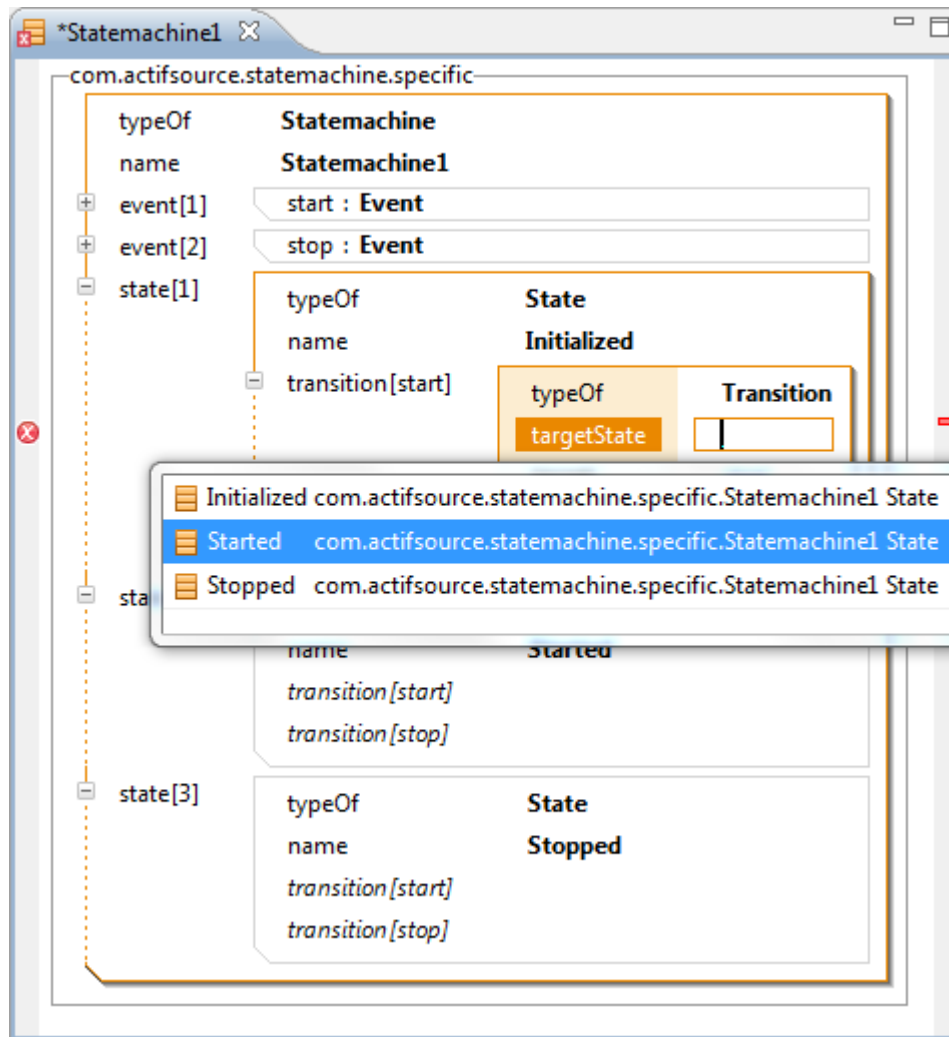 *Statemachine1
com.actifsource.statemachine.specific
typeOf Statemachine
name Statemachine1
event[1] start : Event
event[2] stop : Event
state[1]
typeOf State
name Initialized
transition[start]
typeOf Transition
targetState
Initialized com.actifsource.statemachine.specific.Statemachine1 State
Started com.actifsource.statemachine.specific.Statemachine1 State
Stopped com.actifsource.statemachine.specific.Statemachine1 State
sta
name Started
transition[start]
transition[stop]
state[3]
typeOf State
name Stopped
transition[start]
transition[stop]